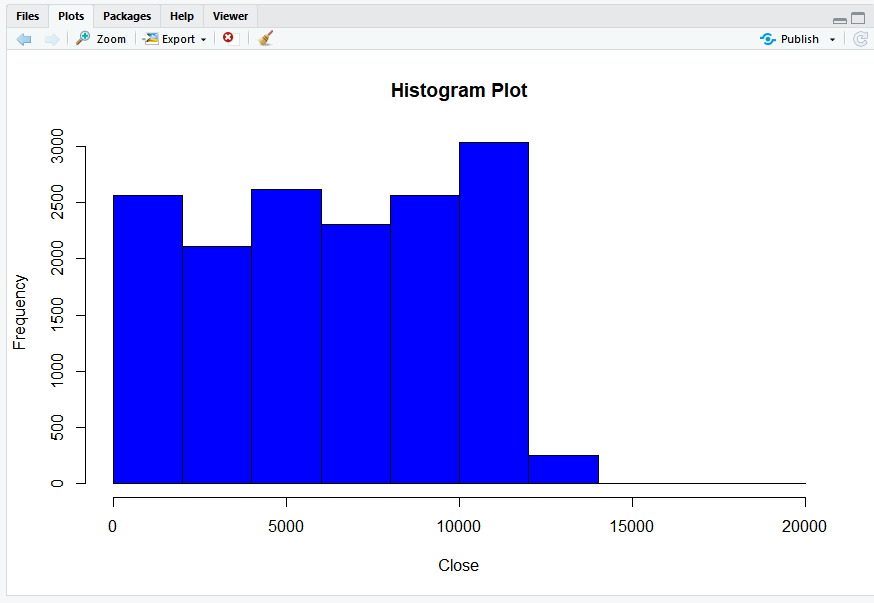 Files Plots Packages Help Viewer
Zoom Export Publish
Histogram Plot
3000
2500
2000
1500
1000
500
0
Frequency
0 5000 10000 15000 20000
Close